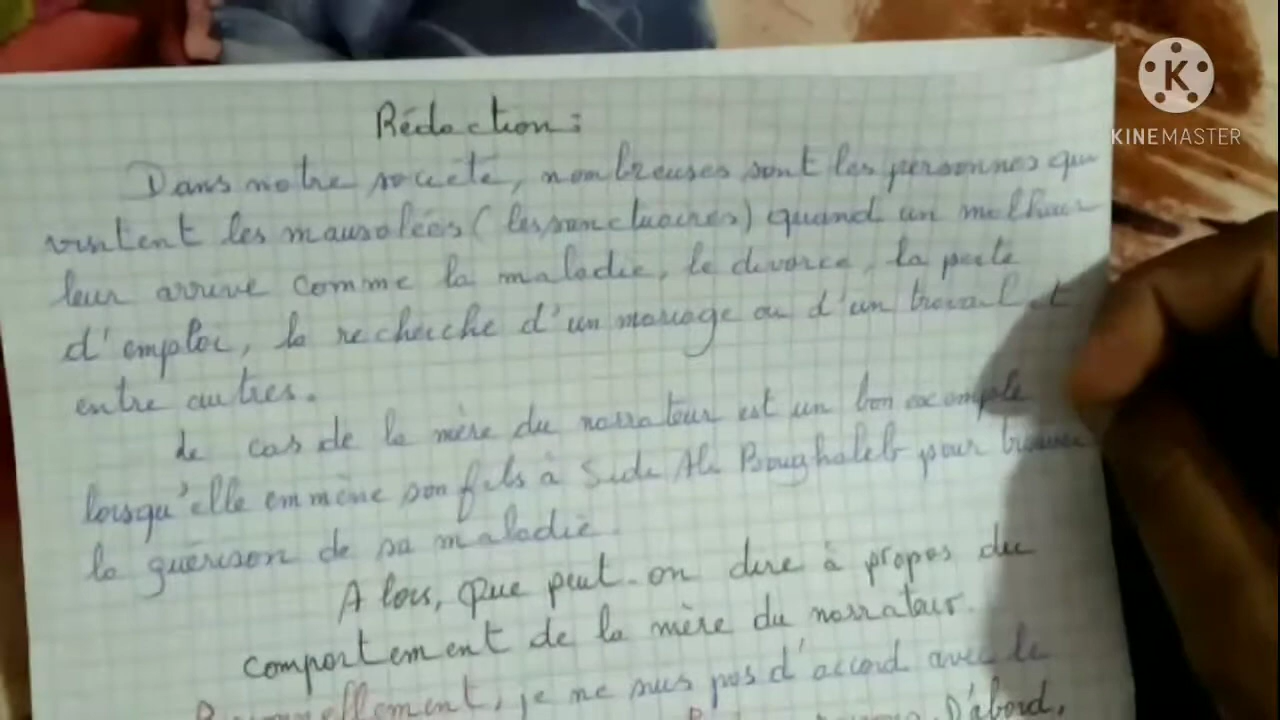 KINEMASTER
Rédaction:
Dans notre société, nombreuses sont les personnes qui
visitent les mausolées (les sanctuaires) quand un malheur
leur arrive comme la maladie, le divorce, la perte
d'emploi, la recherche d'un mariage ou d'un travail et
entre autres.
Le cas de la mère du narrateur est un bon exemple
lorsqu'elle emmène son fils à Sidi Ali Boughaleb pour trouver
la guérison de sa maladie.
Alors, que peut-on dire à propos du
comportement de la mère du narrateur.
Personnellement, je ne suis pas d'accord avec le
D'abord,